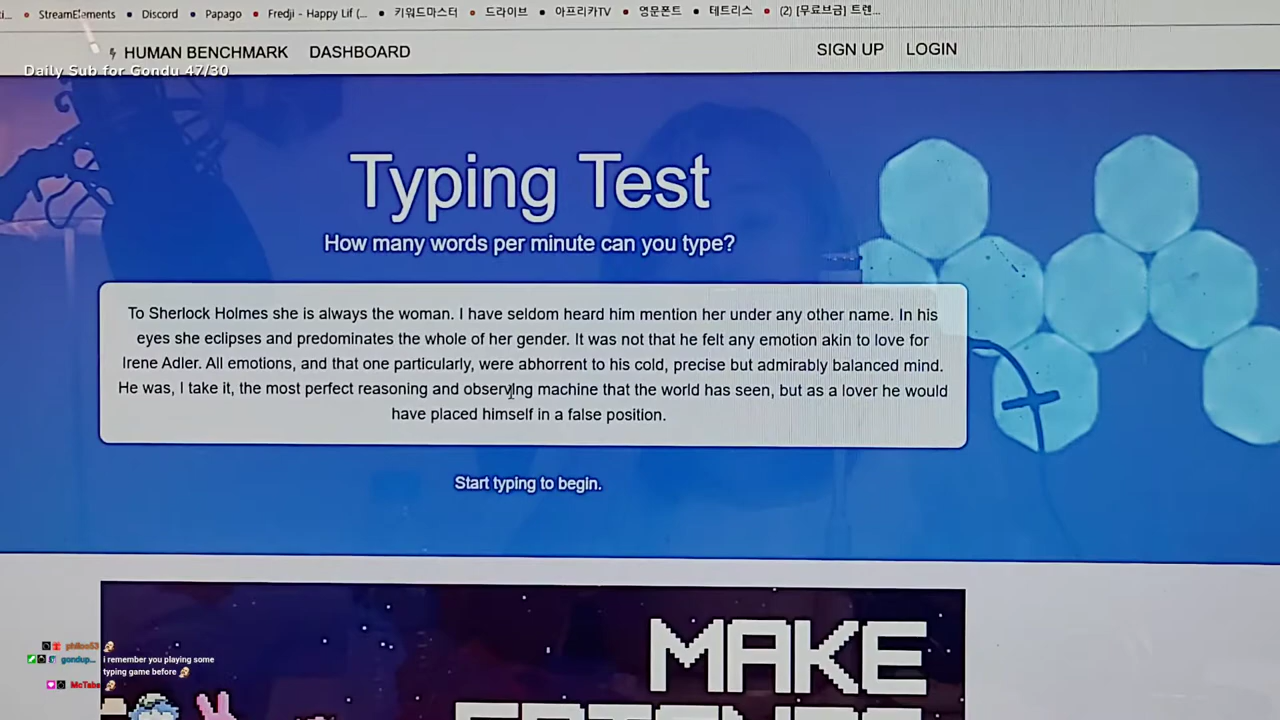 StreamElements Discord Papago Fredji - Happy Lif (... 키워드마스터 드라이브 아프리카TV 영문폰트 테트리스 (2) [무료브금] 트렌...
HUMAN BENCHMARK DASHBOARD SIGN UP LOGIN
Daily Sub for Gondu 47/30
Typing Test
How many words per minute can you type?
To Sherlock Holmes she is always the woman. I have seldom heard him mention her under any other name. In his
eyes she eclipses and predominates the whole of her gender. It was not that he felt any emotion akin to love for
Irene Adler. All emotions, and that one particularly, were abhorrent to his cold, precise but admirably balanced mind.
He was, I take it, the most perfect reasoning and observing machine that the world has seen, but as a lover he would
have placed himself in a false position.
Start typing to begin.
MAKE
philoo53
gondup... i remember you playing some
typing game before
McTabs